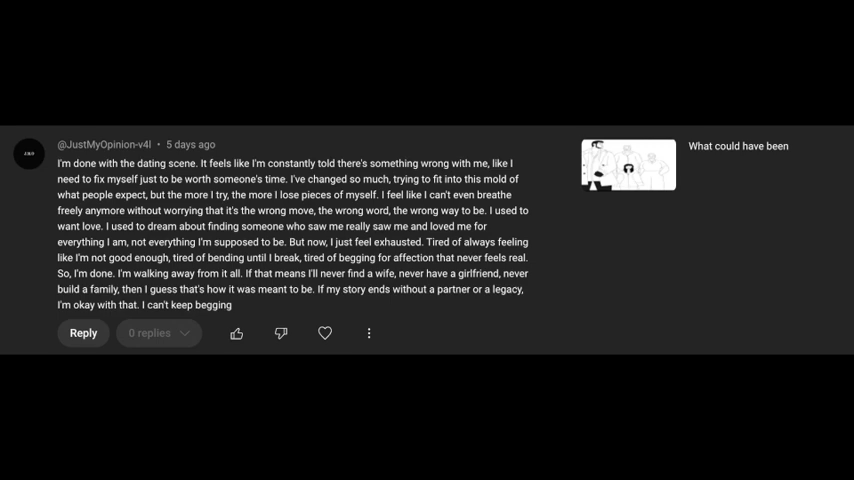 @JustMyOpinion-v4l • 5 days ago
I'm done with the dating scene. It feels like I'm constantly told there's something wrong with me, like I
need to fix myself just to be worth someone's time. I've changed so much, trying to fit into this mold of
what people expect, but the more I try, the more I lose pieces of myself. I feel like I can't even breathe
freely anymore without worrying that it's the wrong move, the wrong word, the wrong way to be. I used to
want love. I used to dream about finding someone who saw me really saw me and loved me for
everything I am, not everything I'm supposed to be. But now, I just feel exhausted. Tired of always feeling
like I'm not good enough, tired of bending until I break, tired of begging for affection that never feels real.
So, I'm done. I'm walking away from it all. If that means I'll never find a wife, never have a girlfriend, never
build a family, then I guess that's how it was meant to be. If my story ends without a partner or a legacy,
I'm okay with that. I can't keep begging
Reply
0 replies
What could have been